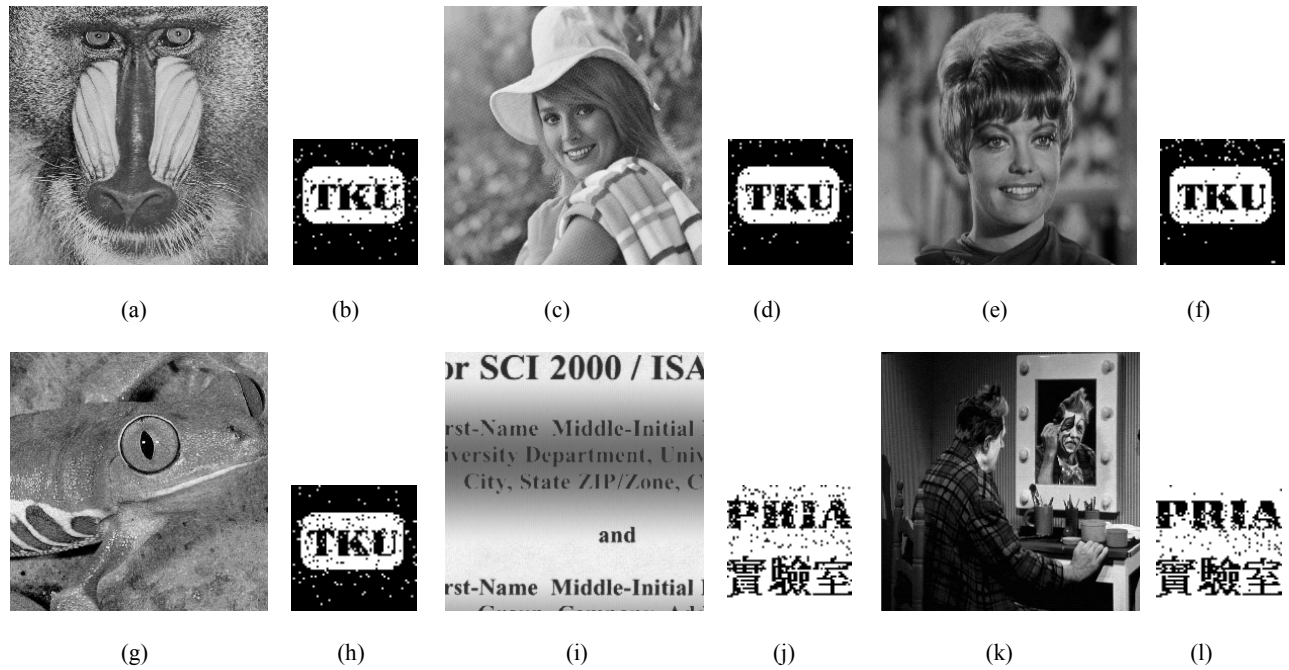 TKU
TKU
TKU
(a)
(b)
(c)
(d)
(e)
(f)
or SCI 2000 / ISA
rst-Name Middle-Initial
iversity Department, Univ
City, State ZIP/Zone, C
and
rst-Name Middle-Initial
TKU
PRIA
實驗室
PRIA
實驗室
(g)
(h)
(i)
(j)
(k)
(l)